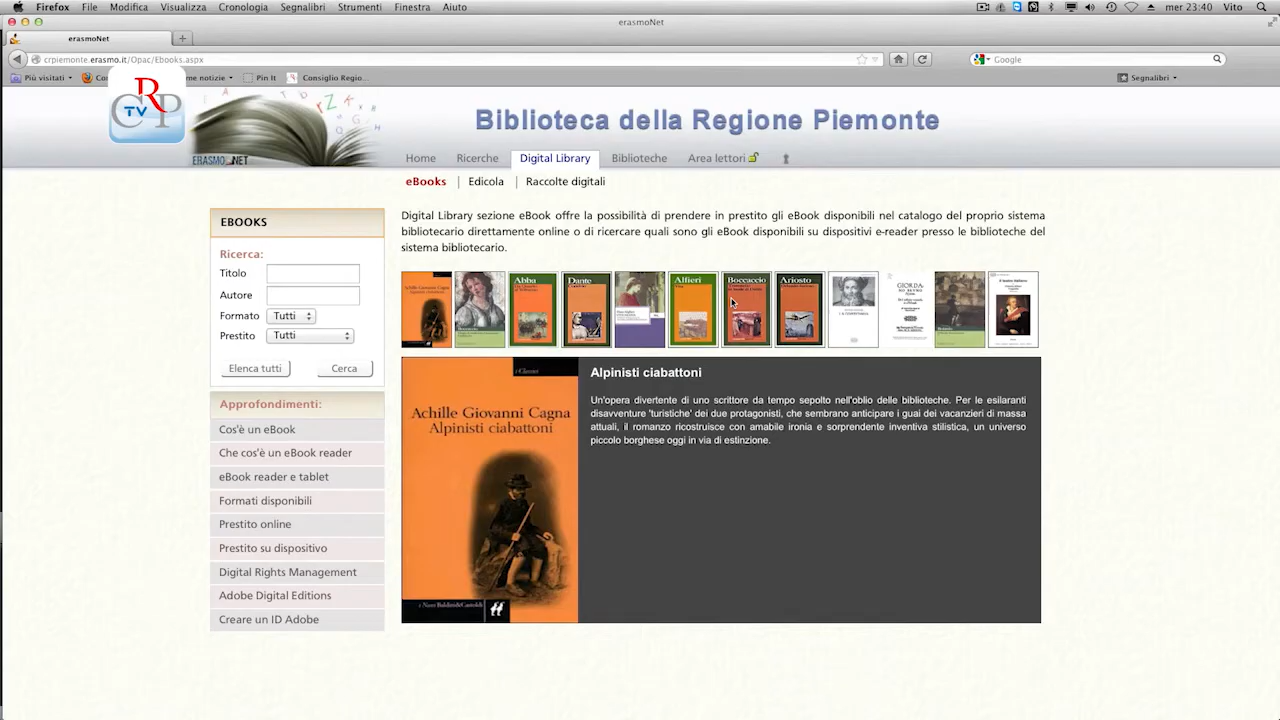 Firefox File Modifica Visualizza Cronologia Segnalibri Strumenti Finestra Aiuto mer 23:40 Vito
erasmoNet
erasmoNet
crpiemonte.erasmo.it/Opac/Ebooks.aspx Google
Più visitati Co me notizie Pin It Consiglio Regio... Segnalibri
CRP TV
ERASMO.NET
Biblioteca della Regione Piemonte
Home Ricerche Digital Library Biblioteche Area lettori
eBooks Edicola Raccolte digitali
EBOOKS
Ricerca:
Titolo
Autore
Formato Tutti
Prestito Tutti
Elenca tutti Cerca
Approfondimenti:
Cos'è un eBook
Che cos'è un eBook reader
eBook reader e tablet
Formati disponibili
Prestito online
Prestito su dispositivo
Digital Rights Management
Adobe Digital Editions
Creare un ID Adobe
Digital Library sezione eBook offre la possibilità di prendere in prestito gli eBook disponibili nel catalogo del proprio sistema
bibliotecario direttamente online o di ricercare quali sono gli eBook disponibili su dispositivi e-reader presso le biblioteche del
sistema bibliotecario.
Abba Dante Alfieri Boccaccio Ariosto
i Classici
Achille Giovanni Cagna
Alpinisti ciabattoni
Alpinisti ciabattoni
Un'opera divertente di uno scrittore da tempo sepolto nell'oblio delle biblioteche. Per le esilaranti
disavventure 'turistiche' dei due protagonisti, che sembrano anticipare i guai dei vacanzieri di massa
attuali, il romanzo ricostruisce con amabile ironia e sorprendente inventiva stilistica, un universo
piccolo borghese oggi in via di estinzione.